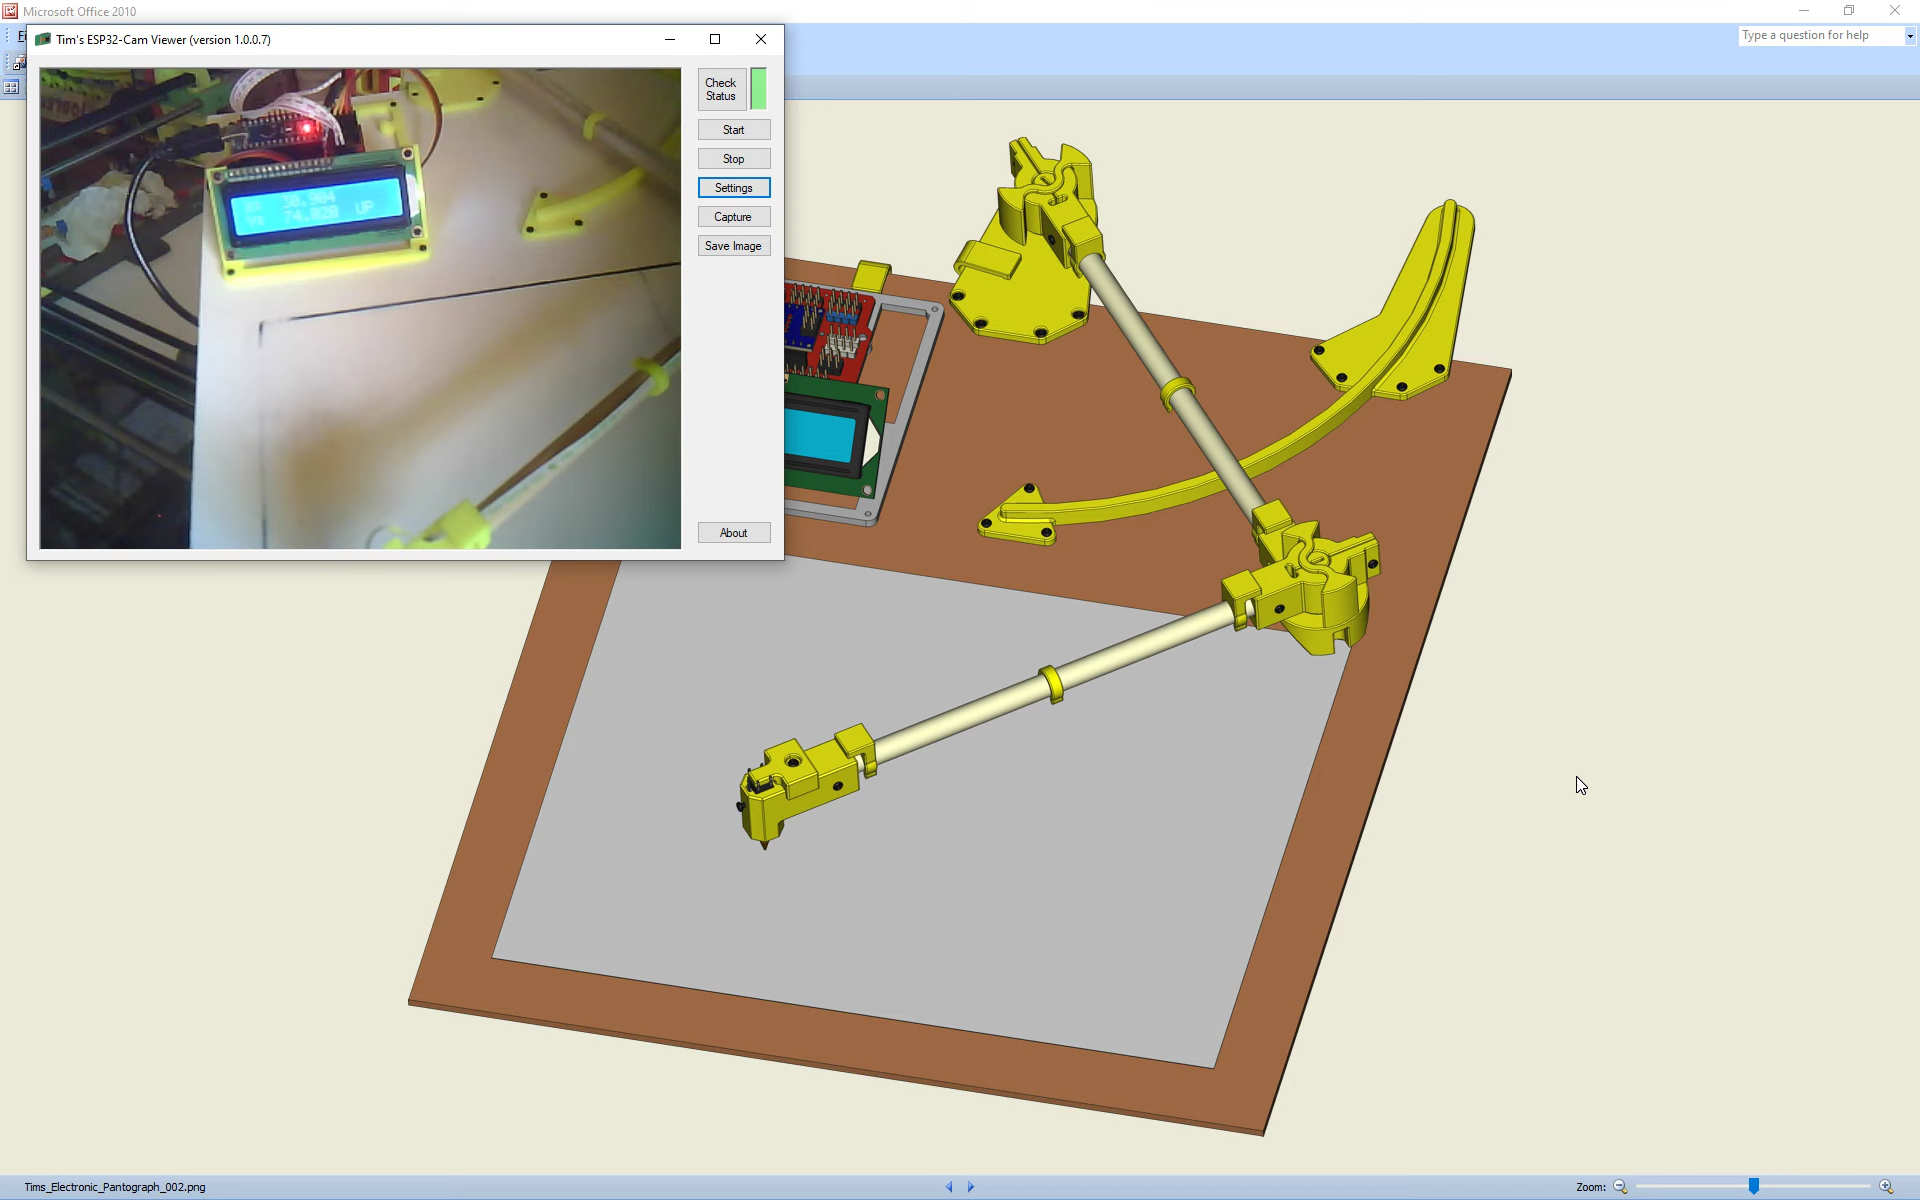 Microsoft Office 2010
Type a question for help
Tim's ESP32-Cam Viewer (version 1.0.0.7)
Check
Status
Start
Stop
Settings
Capture
Save Image
About
UP
Tims_Electronic_Pantograph_002.png
Zoom: